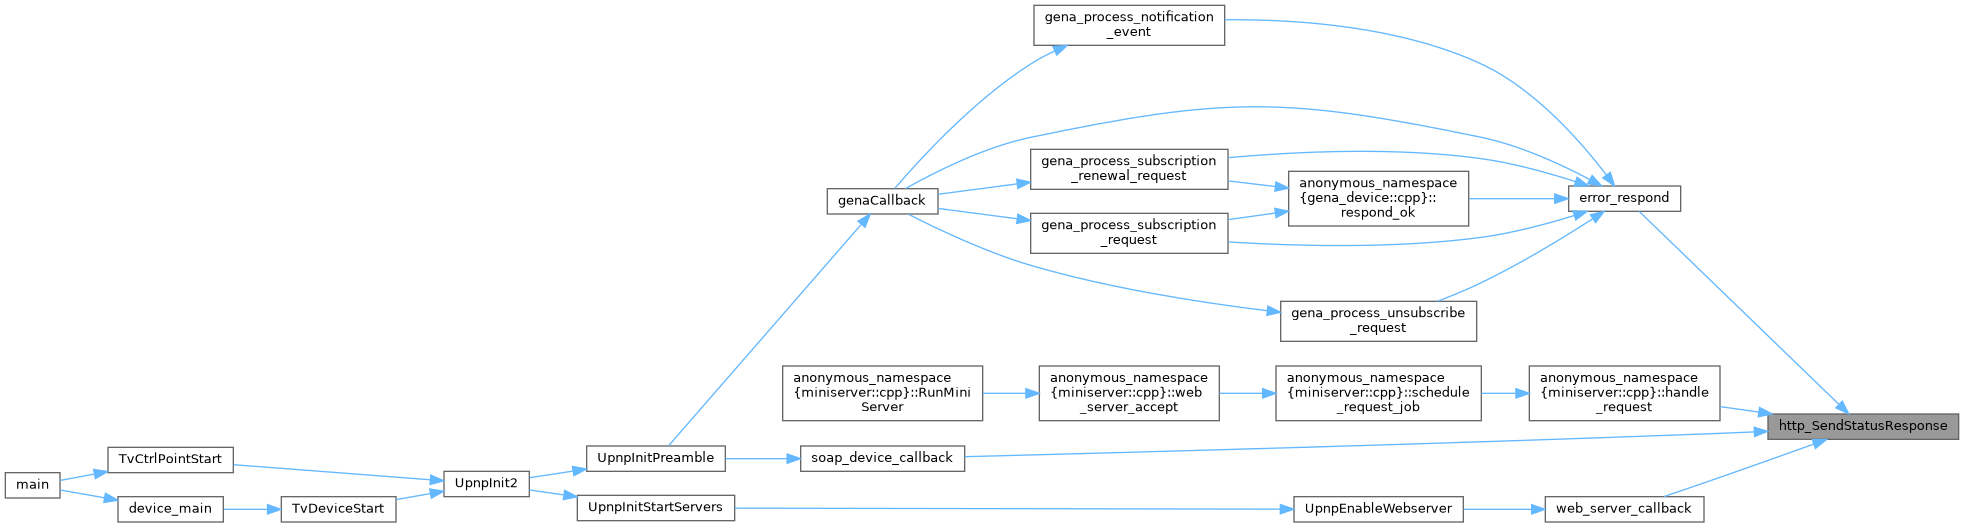 gena_process_notification
_event
gena_process_subscription
_renewal_request
anonymous_namespace
{gena_device::cpp}::
respond_ok
error_respond
genaCallback
gena_process_subscription
_request
gena_process_unsubscribe
_request
anonymous_namespace
{miniserver::cpp}::RunMini
Server
anonymous_namespace
{miniserver::cpp}::web
_server_accept
anonymous_namespace
{miniserver::cpp}::schedule
_request_job
anonymous_namespace
{miniserver::cpp}::handle
_request
http_SendStatusResponse
TvCtrlPointStart
UpnpInitPreamble
soap_device_callback
main
UpnpInit2
device_main
TvDeviceStart
UpnpInitStartServers
UpnpEnableWebserver
web_server_callback